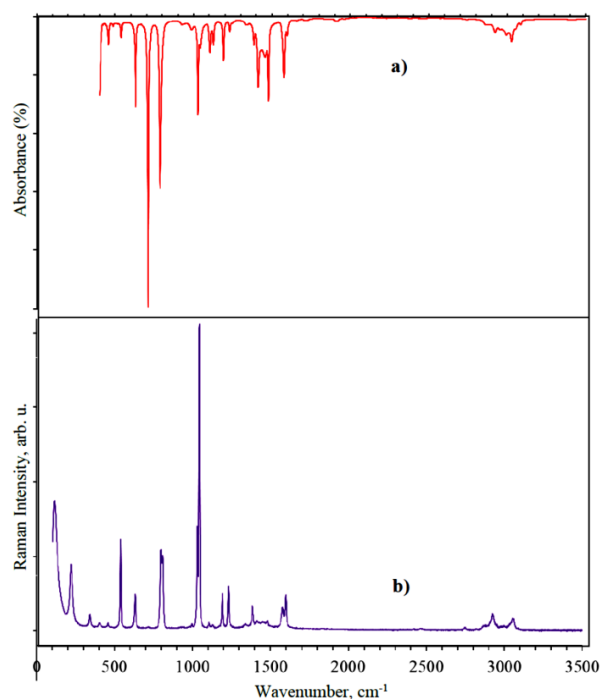 Absorbance (%)
a)
Raman Intensity, arb. u.
b)
0 500 1000 1500 2000 2500 3000 3500
Wavenumber, cm⁻¹